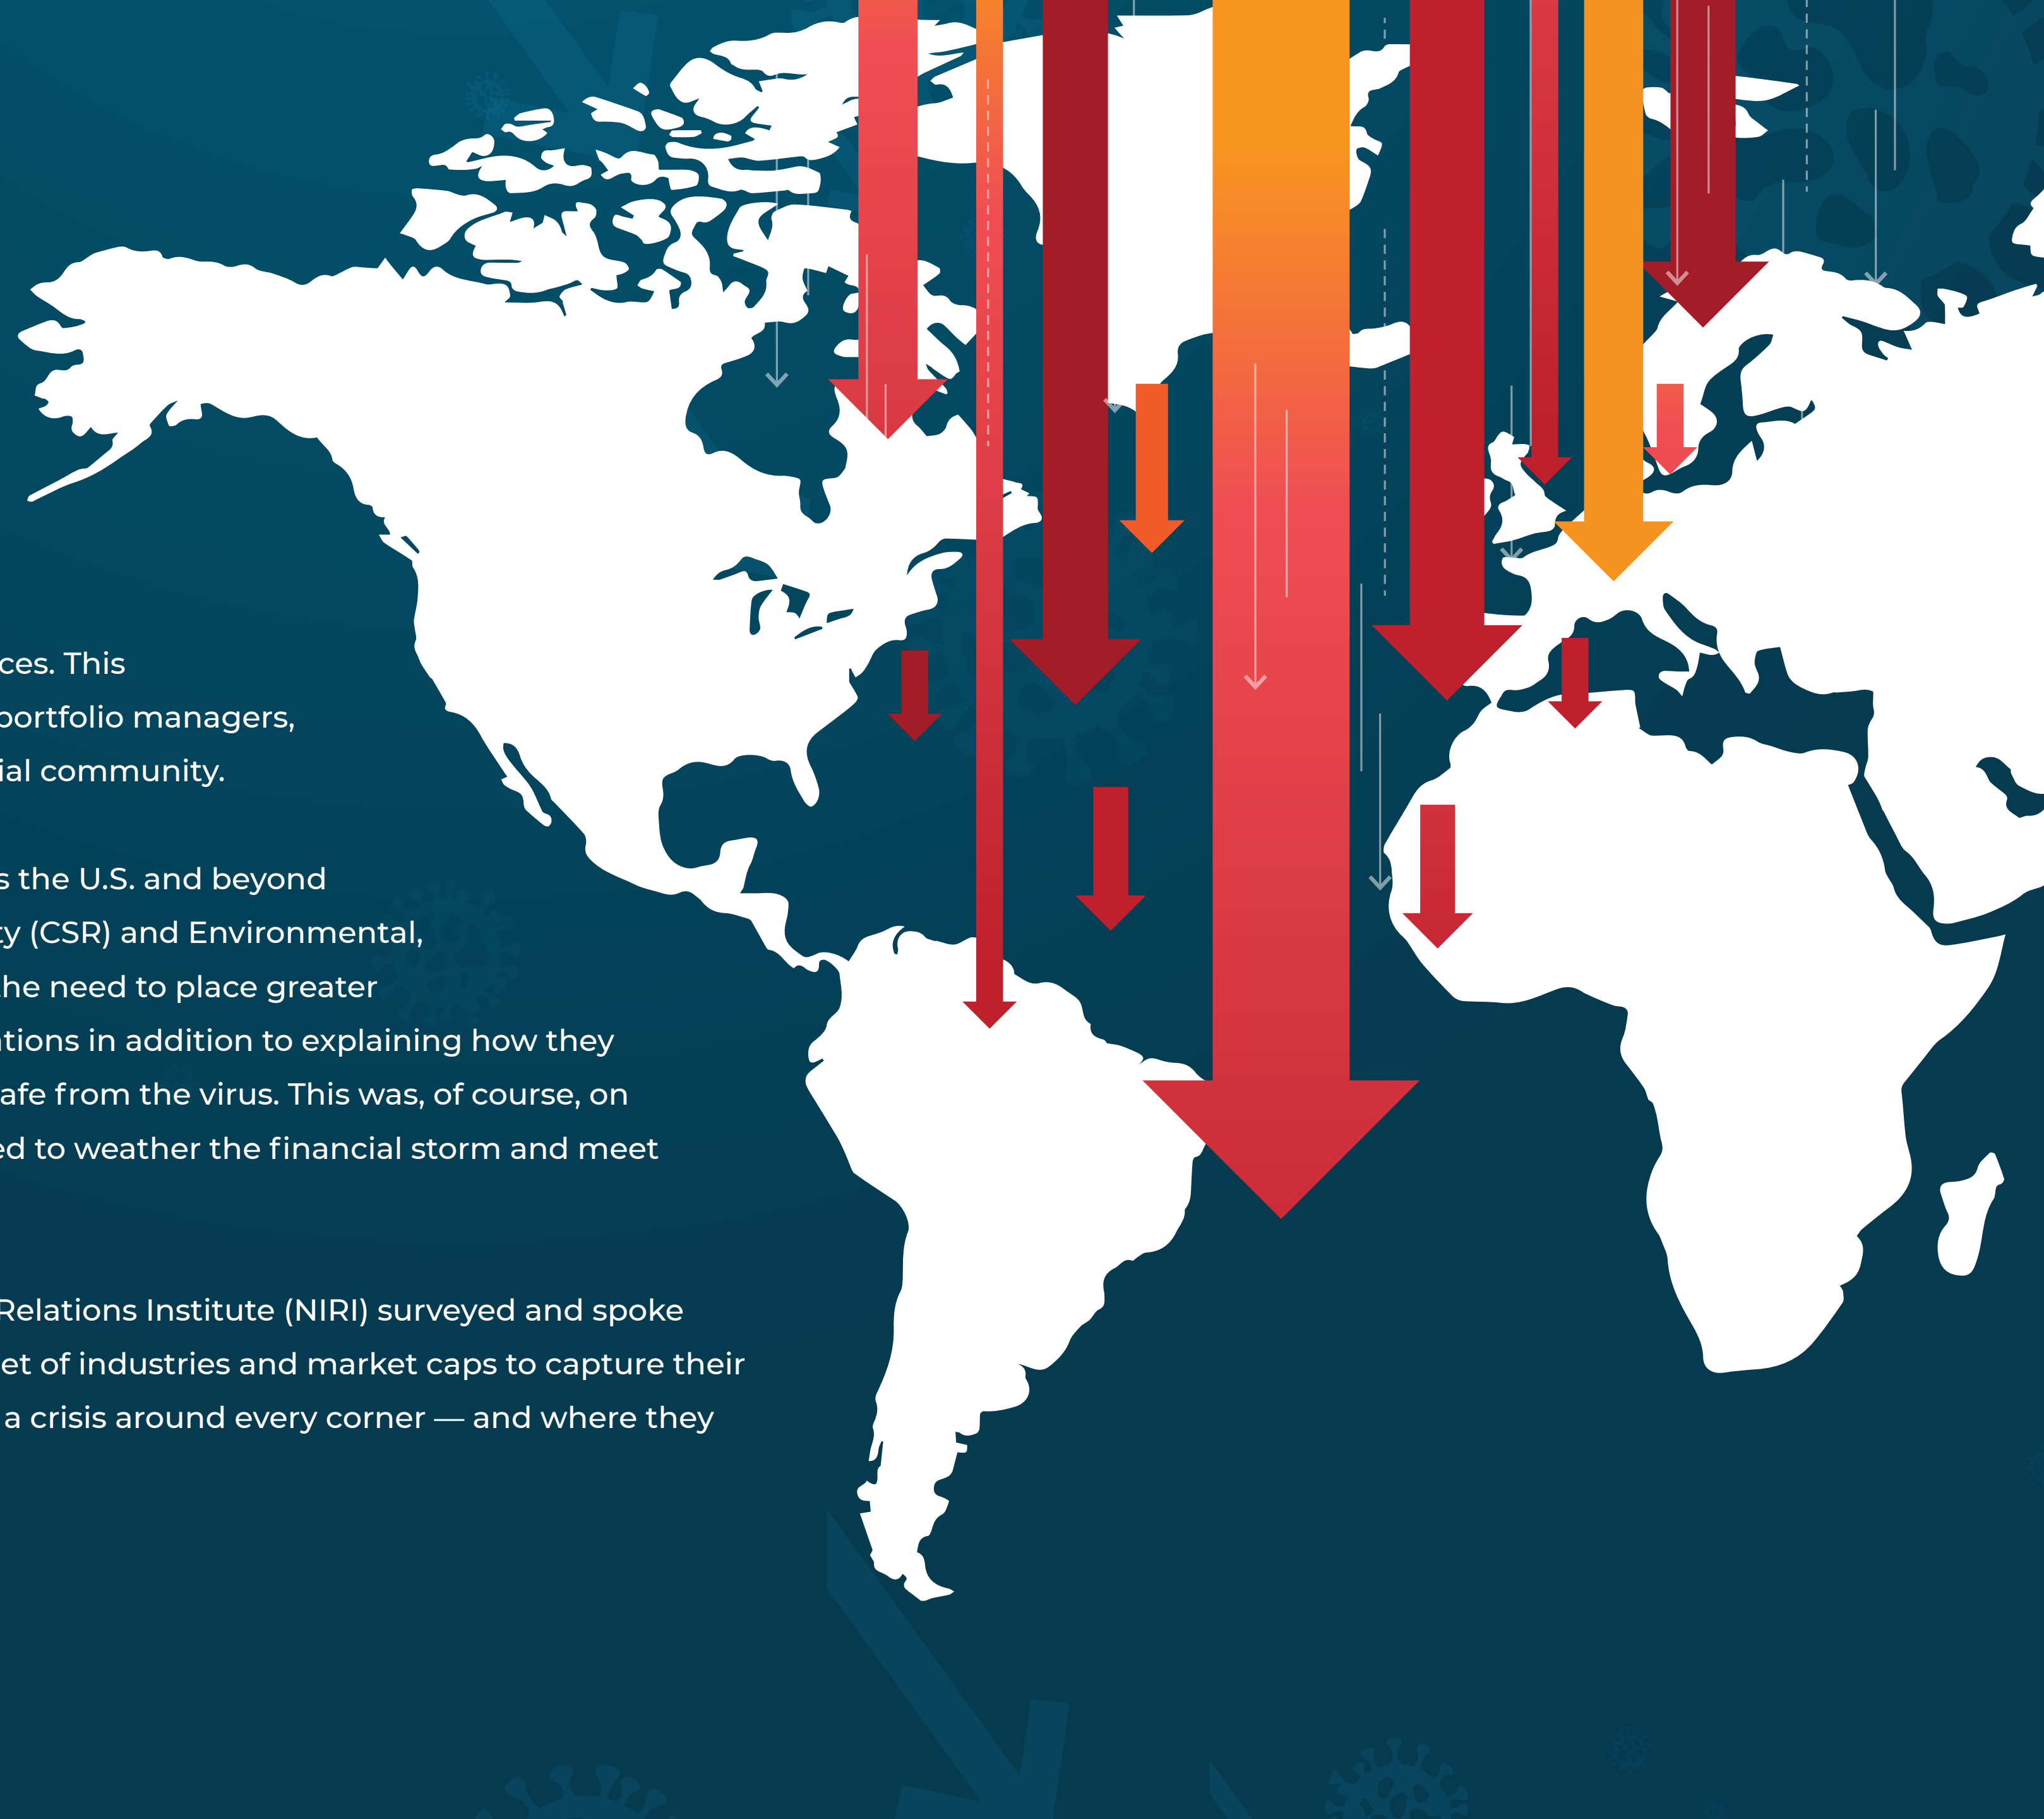 ces. This
portfolio managers,
ial community.
s the U.S. and beyond
ty (CSR) and Environmental,
he need to place greater
ations in addition to explaining how they
afe from the virus. This was, of course, on
ed to weather the financial storm and meet
Relations Institute (NIRI) surveyed and spoke
et of industries and market caps to capture their
a crisis around every corner — and where they